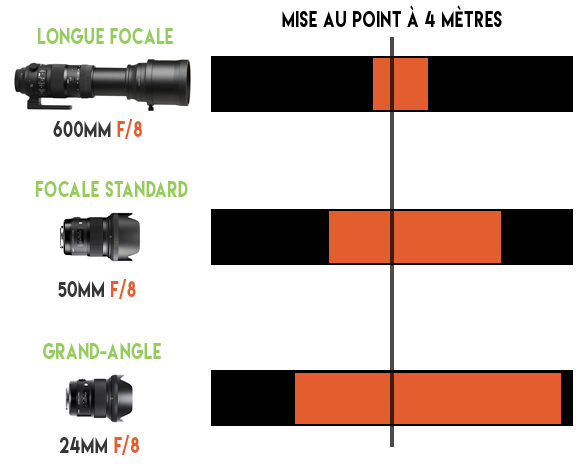 MISE AU POINT À 4 MÈTRES
LONGUE FOCALE
600MM F/8
FOCALE STANDARD
50MM F/8
GRAND-ANGLE
24MM F/8